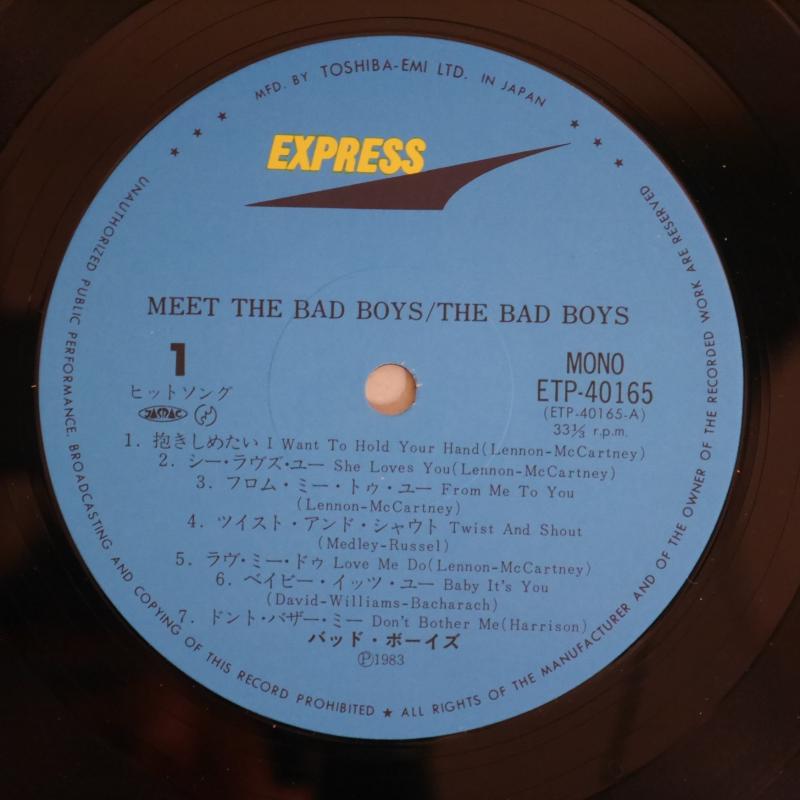 MFD. BY TOSHIBA-EMI LTD. IN JAPAN
EXPRESS
MEET THE BAD BOYS/THE BAD BOYS
1
ヒットソング
JASRAC
MONO
ETP-40165
(ETP-40165-A)
33⅓ r.p.m.
1. 抱きしめたい I Want To Hold Your Hand(Lennon-McCartney)
2. シー・ラヴズ・ユー She Loves You(Lennon-McCartney)
3. フロム・ミー・トゥ・ユー From Me To You
(Lennon-McCartney)
4. ツイスト・アンド・シャウト Twist And Shout
(Medley-Russel)
5. ラヴ・ミー・ドゥ Love Me Do(Lennon-McCartney)
6. ベイビー・イッツ・ユー Baby It's You
(David-Williams-Bacharach)
7. ドント・バザー・ミー Don't Bother Me(Harrison)
バッド・ボーイズ
Ⓟ1983
UNAUTHORIZED PUBLIC PERFORMANCE, BROADCASTING AND COPYING OF THIS RECORD PROHIBITED ★ ALL RIGHTS OF THE MANUFACTURER AND OF THE OWNER OF THE RECORDED WORK ARE RESERVED